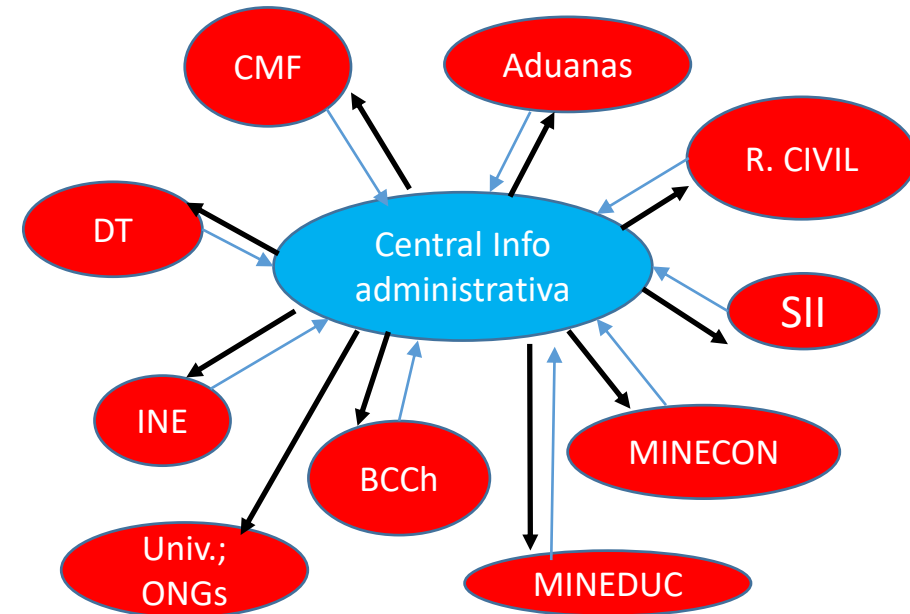 CMF
Aduanas
R. CIVIL
DT
Central Info
administrativa
SII
INE
MINECON
BCCh
Univ.;
ONGs
MINEDUC